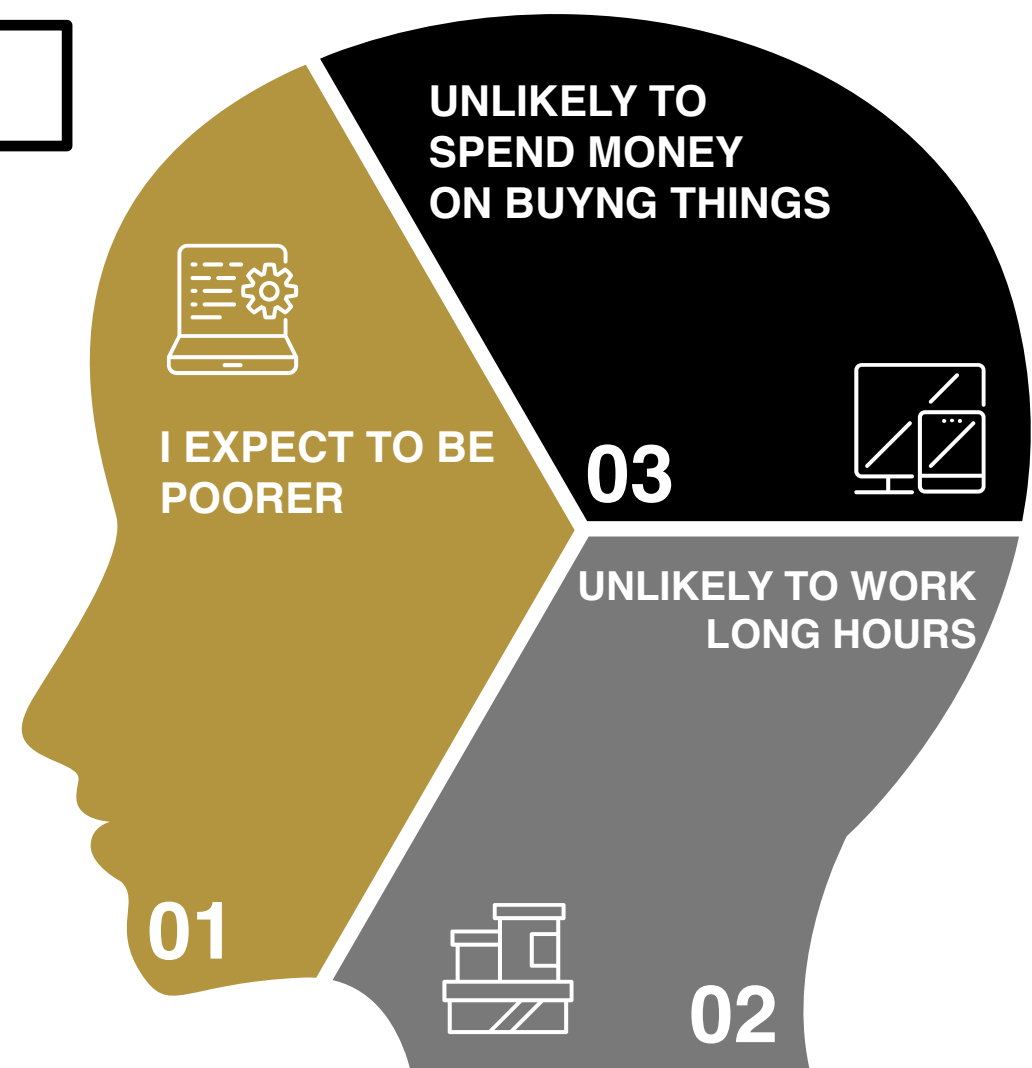 UNLIKELY TO
SPEND MONEY
ON BUYNG THINGS
03
I EXPECT TO BE
POORER
01
UNLIKELY TO WORK
LONG HOURS
02